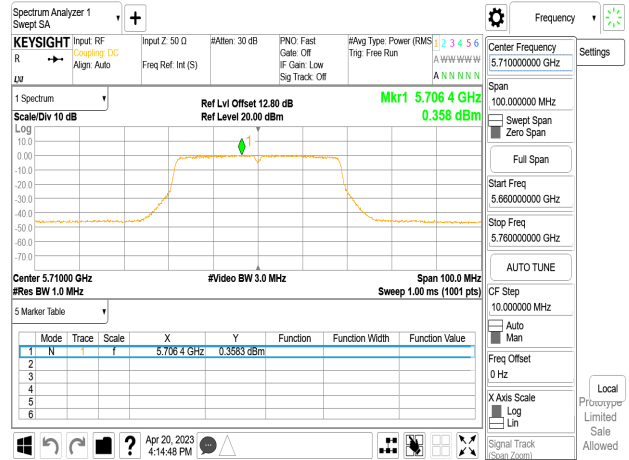 Spectrum Analyzer 1
Swept SA
Frequency
KEYSIGHT
R
Input: RF
Coupling: DC
Align: Auto
Input Z: 50 Ω
Freq Ref: Int (S)
#Atten: 30 dB
PNO: Fast
Gate: Off
IF Gain: Low
Sig Track: Off
#Avg Type: Power (RMS
Trig: Free Run
1 2 3 4 5 6
A W W W W W
A N N N N N
1 Spectrum
Scale/Div 10 dB
Ref Lvl Offset 12.80 dB
Ref Level 20.00 dBm
Mkr1 5.706 4 GHz
0.358 dBm
Log
10.0
0.00
-10.0
-20.0
-30.0
-40.0
-50.0
-60.0
-70.0
1
Center 5.71000 GHz
#Res BW 1.0 MHz
#Video BW 3.0 MHz
Span 100.0 MHz
Sweep 1.00 ms (1001 pts)
5 Marker Table
Mode Trace Scale X Y Function Function Width Function Value
1 N 1 f 5.706 4 GHz 0.3583 dBm
2
3
4
5
6
Apr 20, 2023
4:14:48 PM
Center Frequency
5.710000000 GHz
Settings
Span
100.000000 MHz
Swept Span
Zero Span
Full Span
Start Freq
5.660000000 GHz
Stop Freq
5.760000000 GHz
AUTO TUNE
CF Step
10.000000 MHz
Auto
Man
Freq Offset
0 Hz
X Axis Scale
Log
Lin
Signal Track
(Span Zoom)
Local
Prototype
Limited
Sale
Allowed